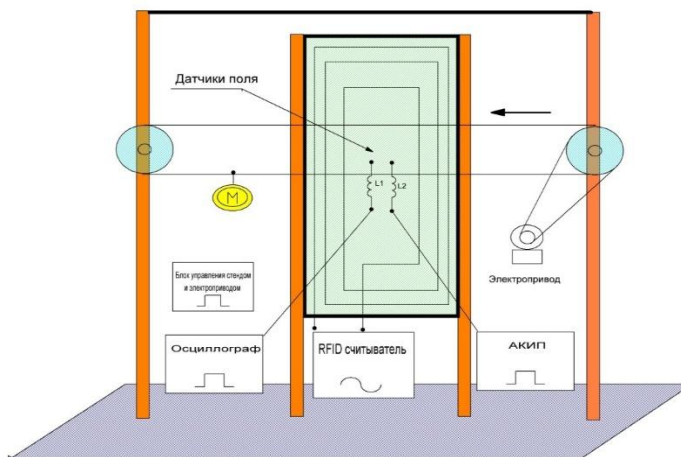 Датчики поля
L1
L2
М
Электропривод
Блок управления стендом
и электроприводом
Осциллограф
RFID считыватель
АКИП